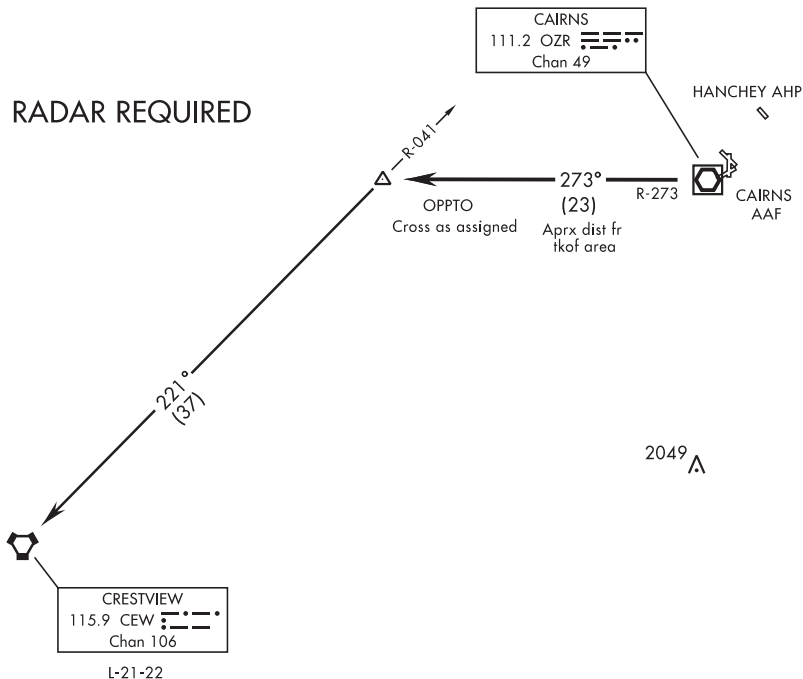 CAIRNS
111.2 OZR
Chan 49
RADAR REQUIRED
HANCHEY AHP
R-041
273°
R-273
(23)
OPPTO
Cross as assigned
Aprx dist fr
tkof area
CAIRNS
AAF
221°
(37)
2049
CRESTVIEW
115.9 CEW
Chan 106
L-21-22